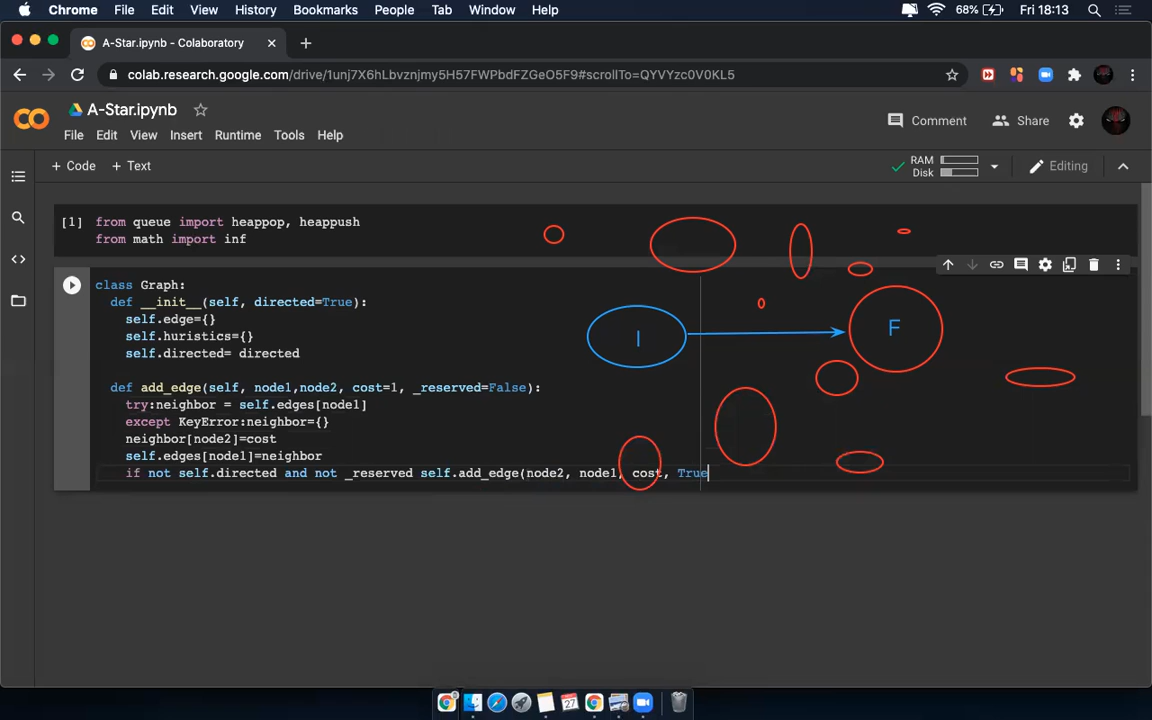 Chrome File Edit View History Bookmarks People Tab Window Help 68% Fri 18:13
A-Star.ipynb - Colaboratory
colab.research.google.com/drive/1unj7X6hLbvznjmy5H57FWPbdFZGeO5F9#scrollTo=QYVYzc0V0KL5
A-Star.ipynb
File Edit View Insert Runtime Tools Help
Comment Share
+ Code + Text
RAM
Disk
Editing
[1] from queue import heappop, heappush
from math import inf
class Graph:
def __init__(self, directed=True):
self.edge={}
self.huristics={}
self.directed= directed
def add_edge(self, node1,node2, cost=1, _reserved=False):
try:neighbor = self.edges[node1]
except KeyError:neighbor={}
neighbor[node2]=cost
self.edges[node1]=neighbor
if not self.directed and not _reserved self.add_edge(node2, node1, cost, True
I
F
27